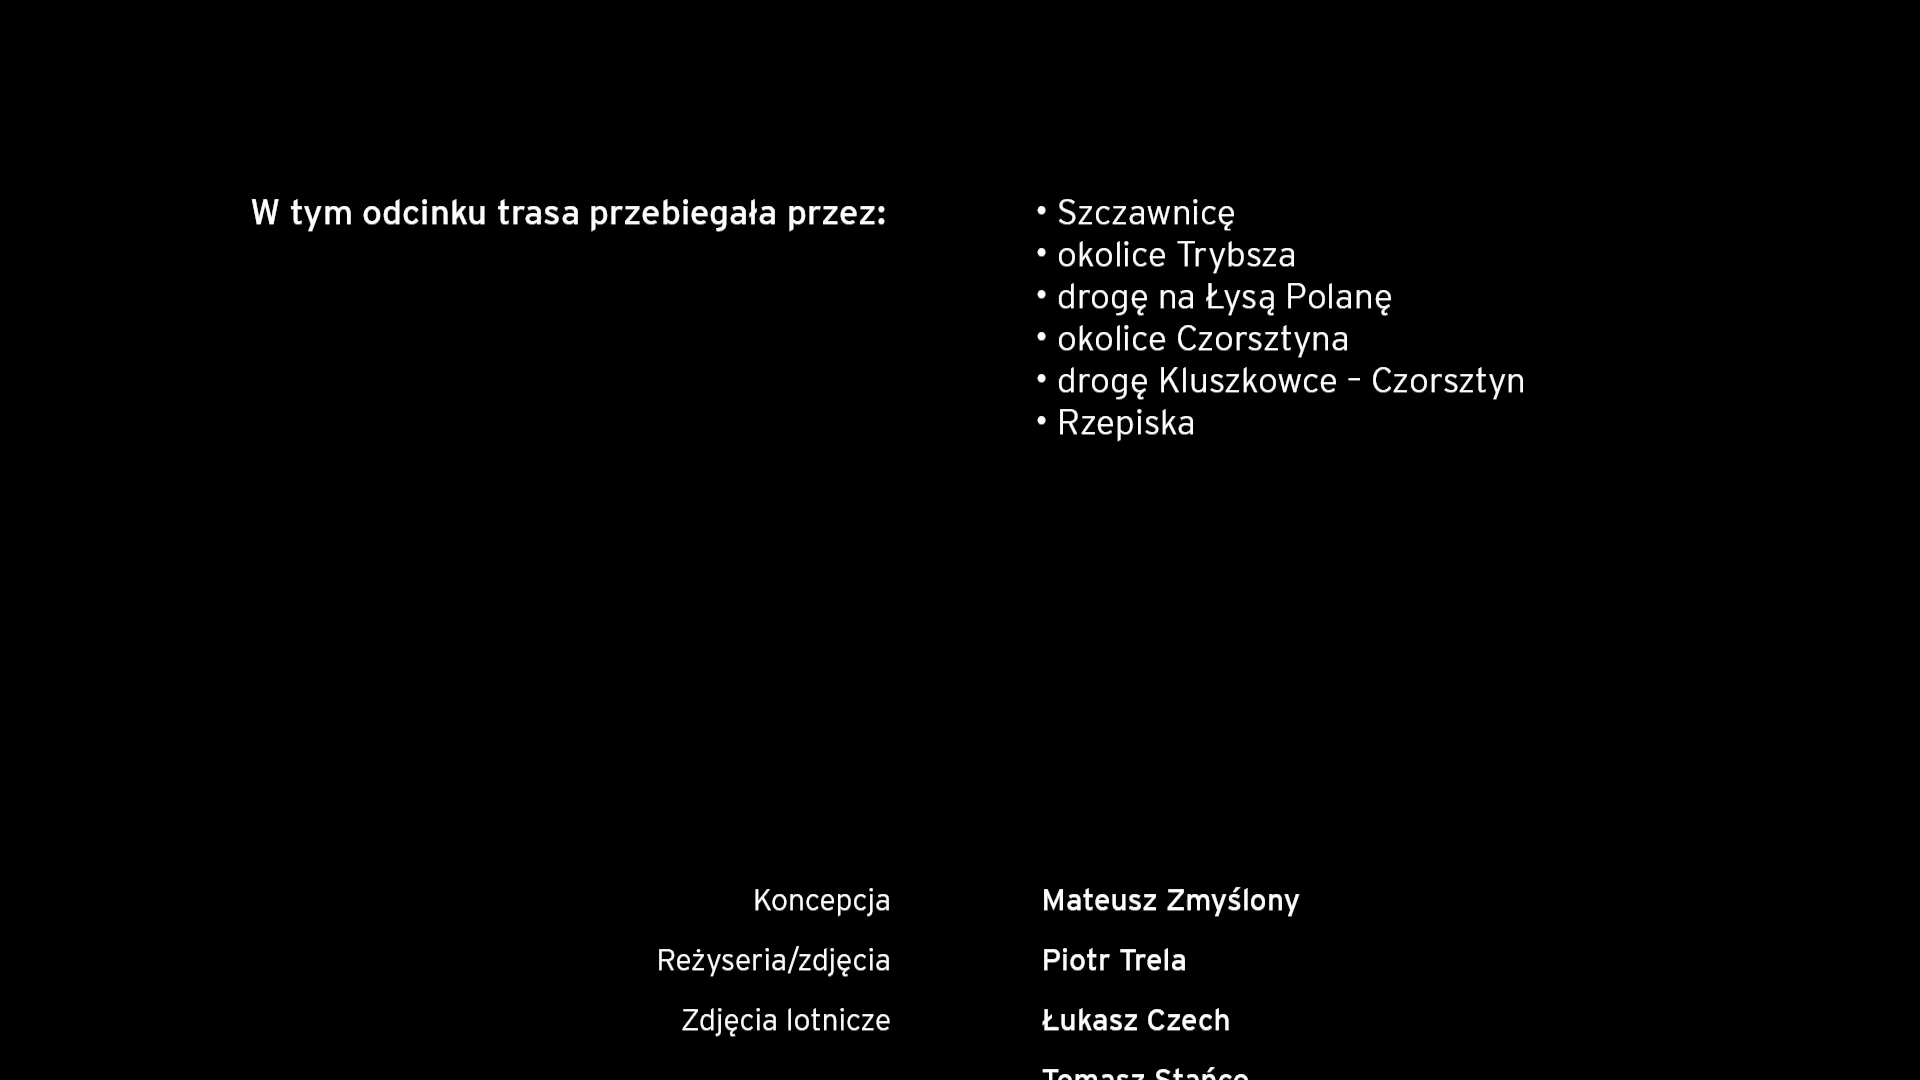 W tym odcinku trasa przebiegała przez:
• Szczawnicę
• okolice Trybsza
• drogę na Łysą Polanę
• okolice Czorsztyna
• drogę Kluszkowce – Czorsztyn
• Rzepiska
Koncepcja Mateusz Zmyślony
Reżyseria/zdjęcia Piotr Trela
Zdjęcia lotnicze Łukasz Czech
Tomasz